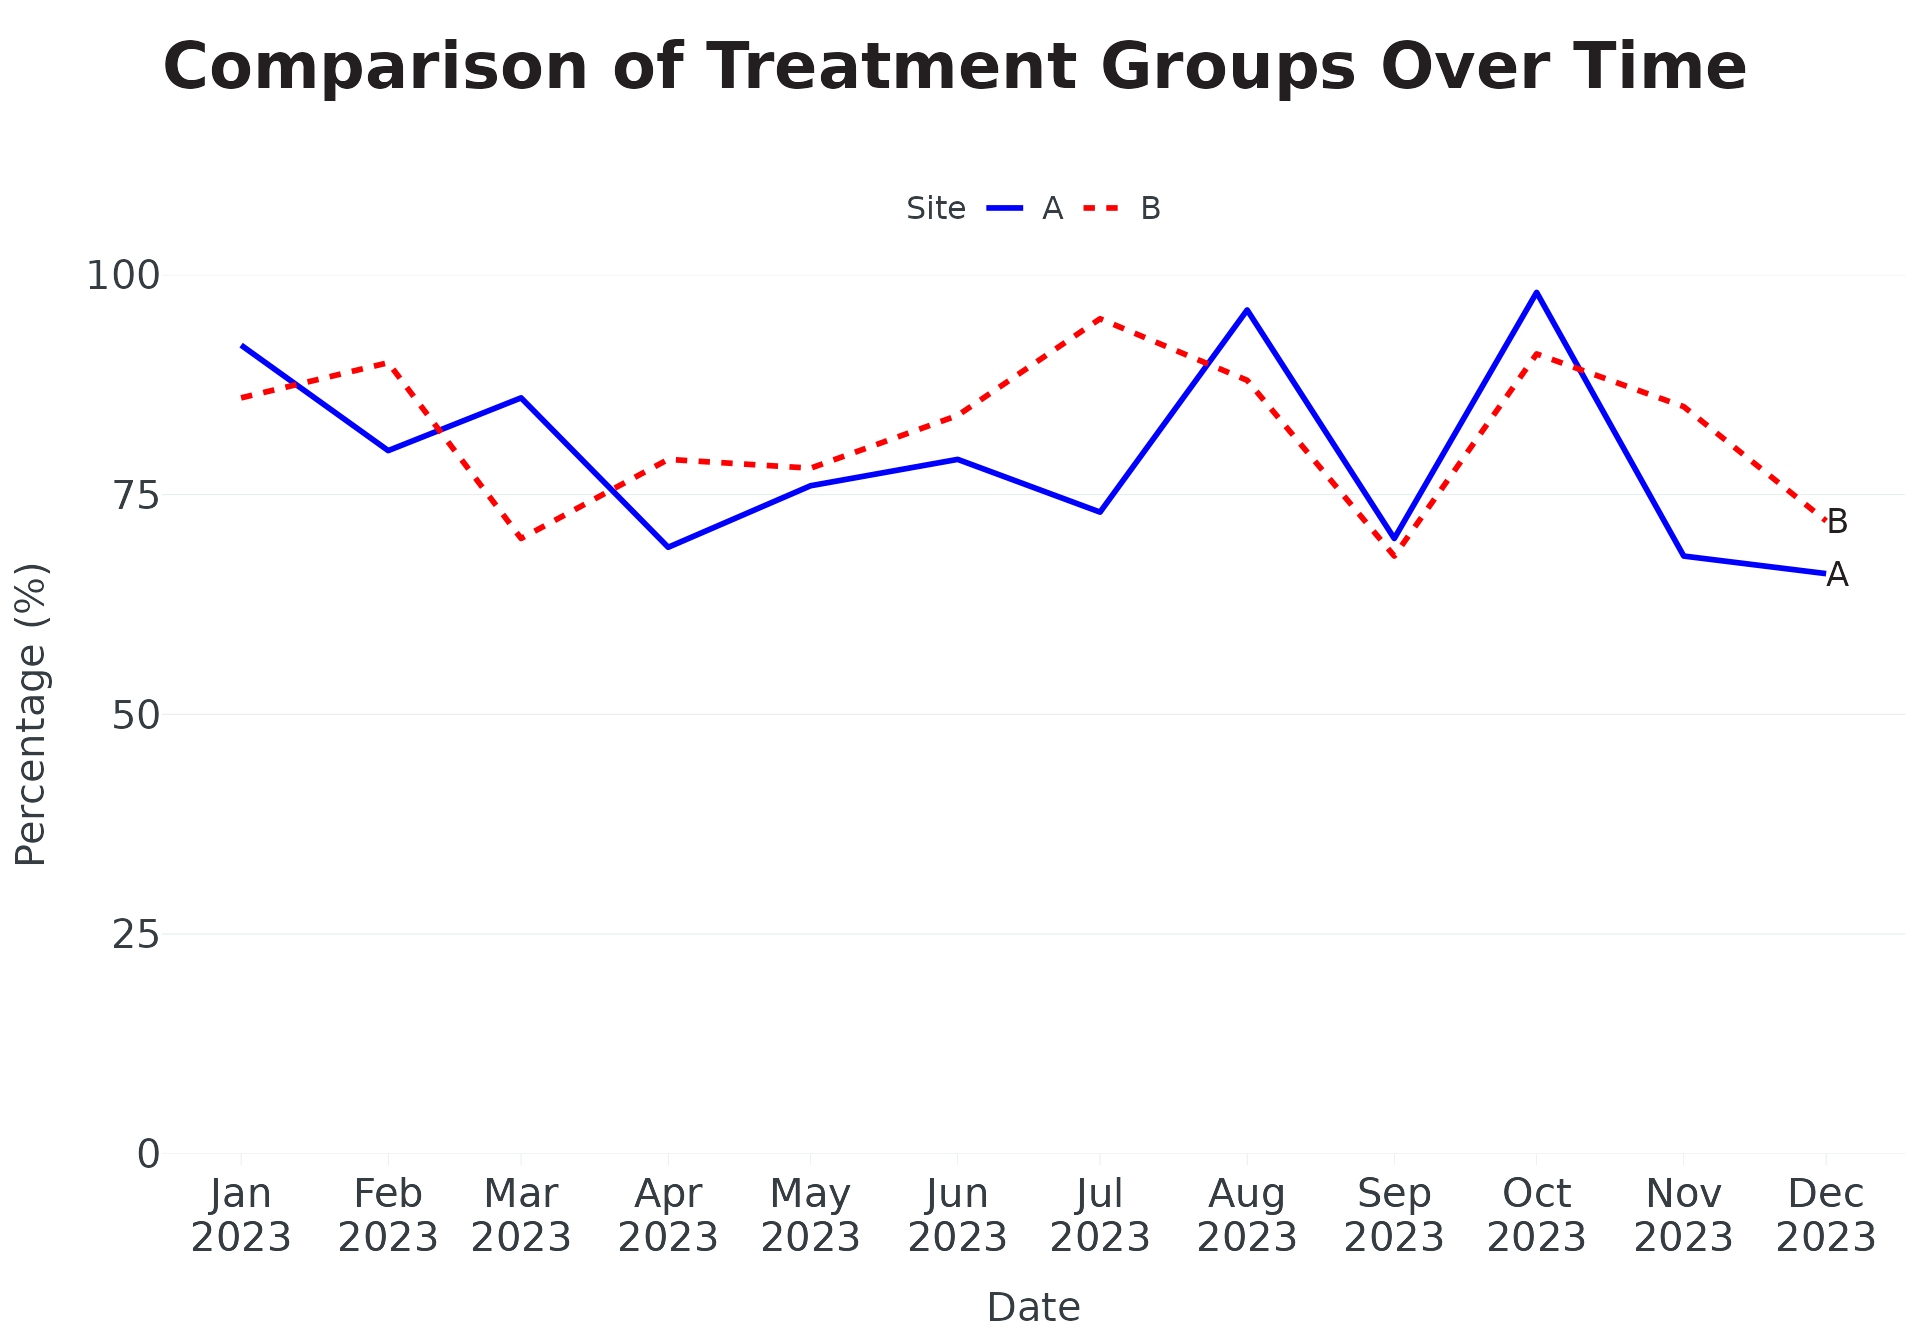 Comparison of Treatment Groups Over Time
Site A B
100
75
50
25
0
Percentage (%)
B
A
Jan Feb Mar Apr May Jun Jul Aug Sep Oct Nov Dec
2023 2023 2023 2023 2023 2023 2023 2023 2023 2023 2023 2023
Date